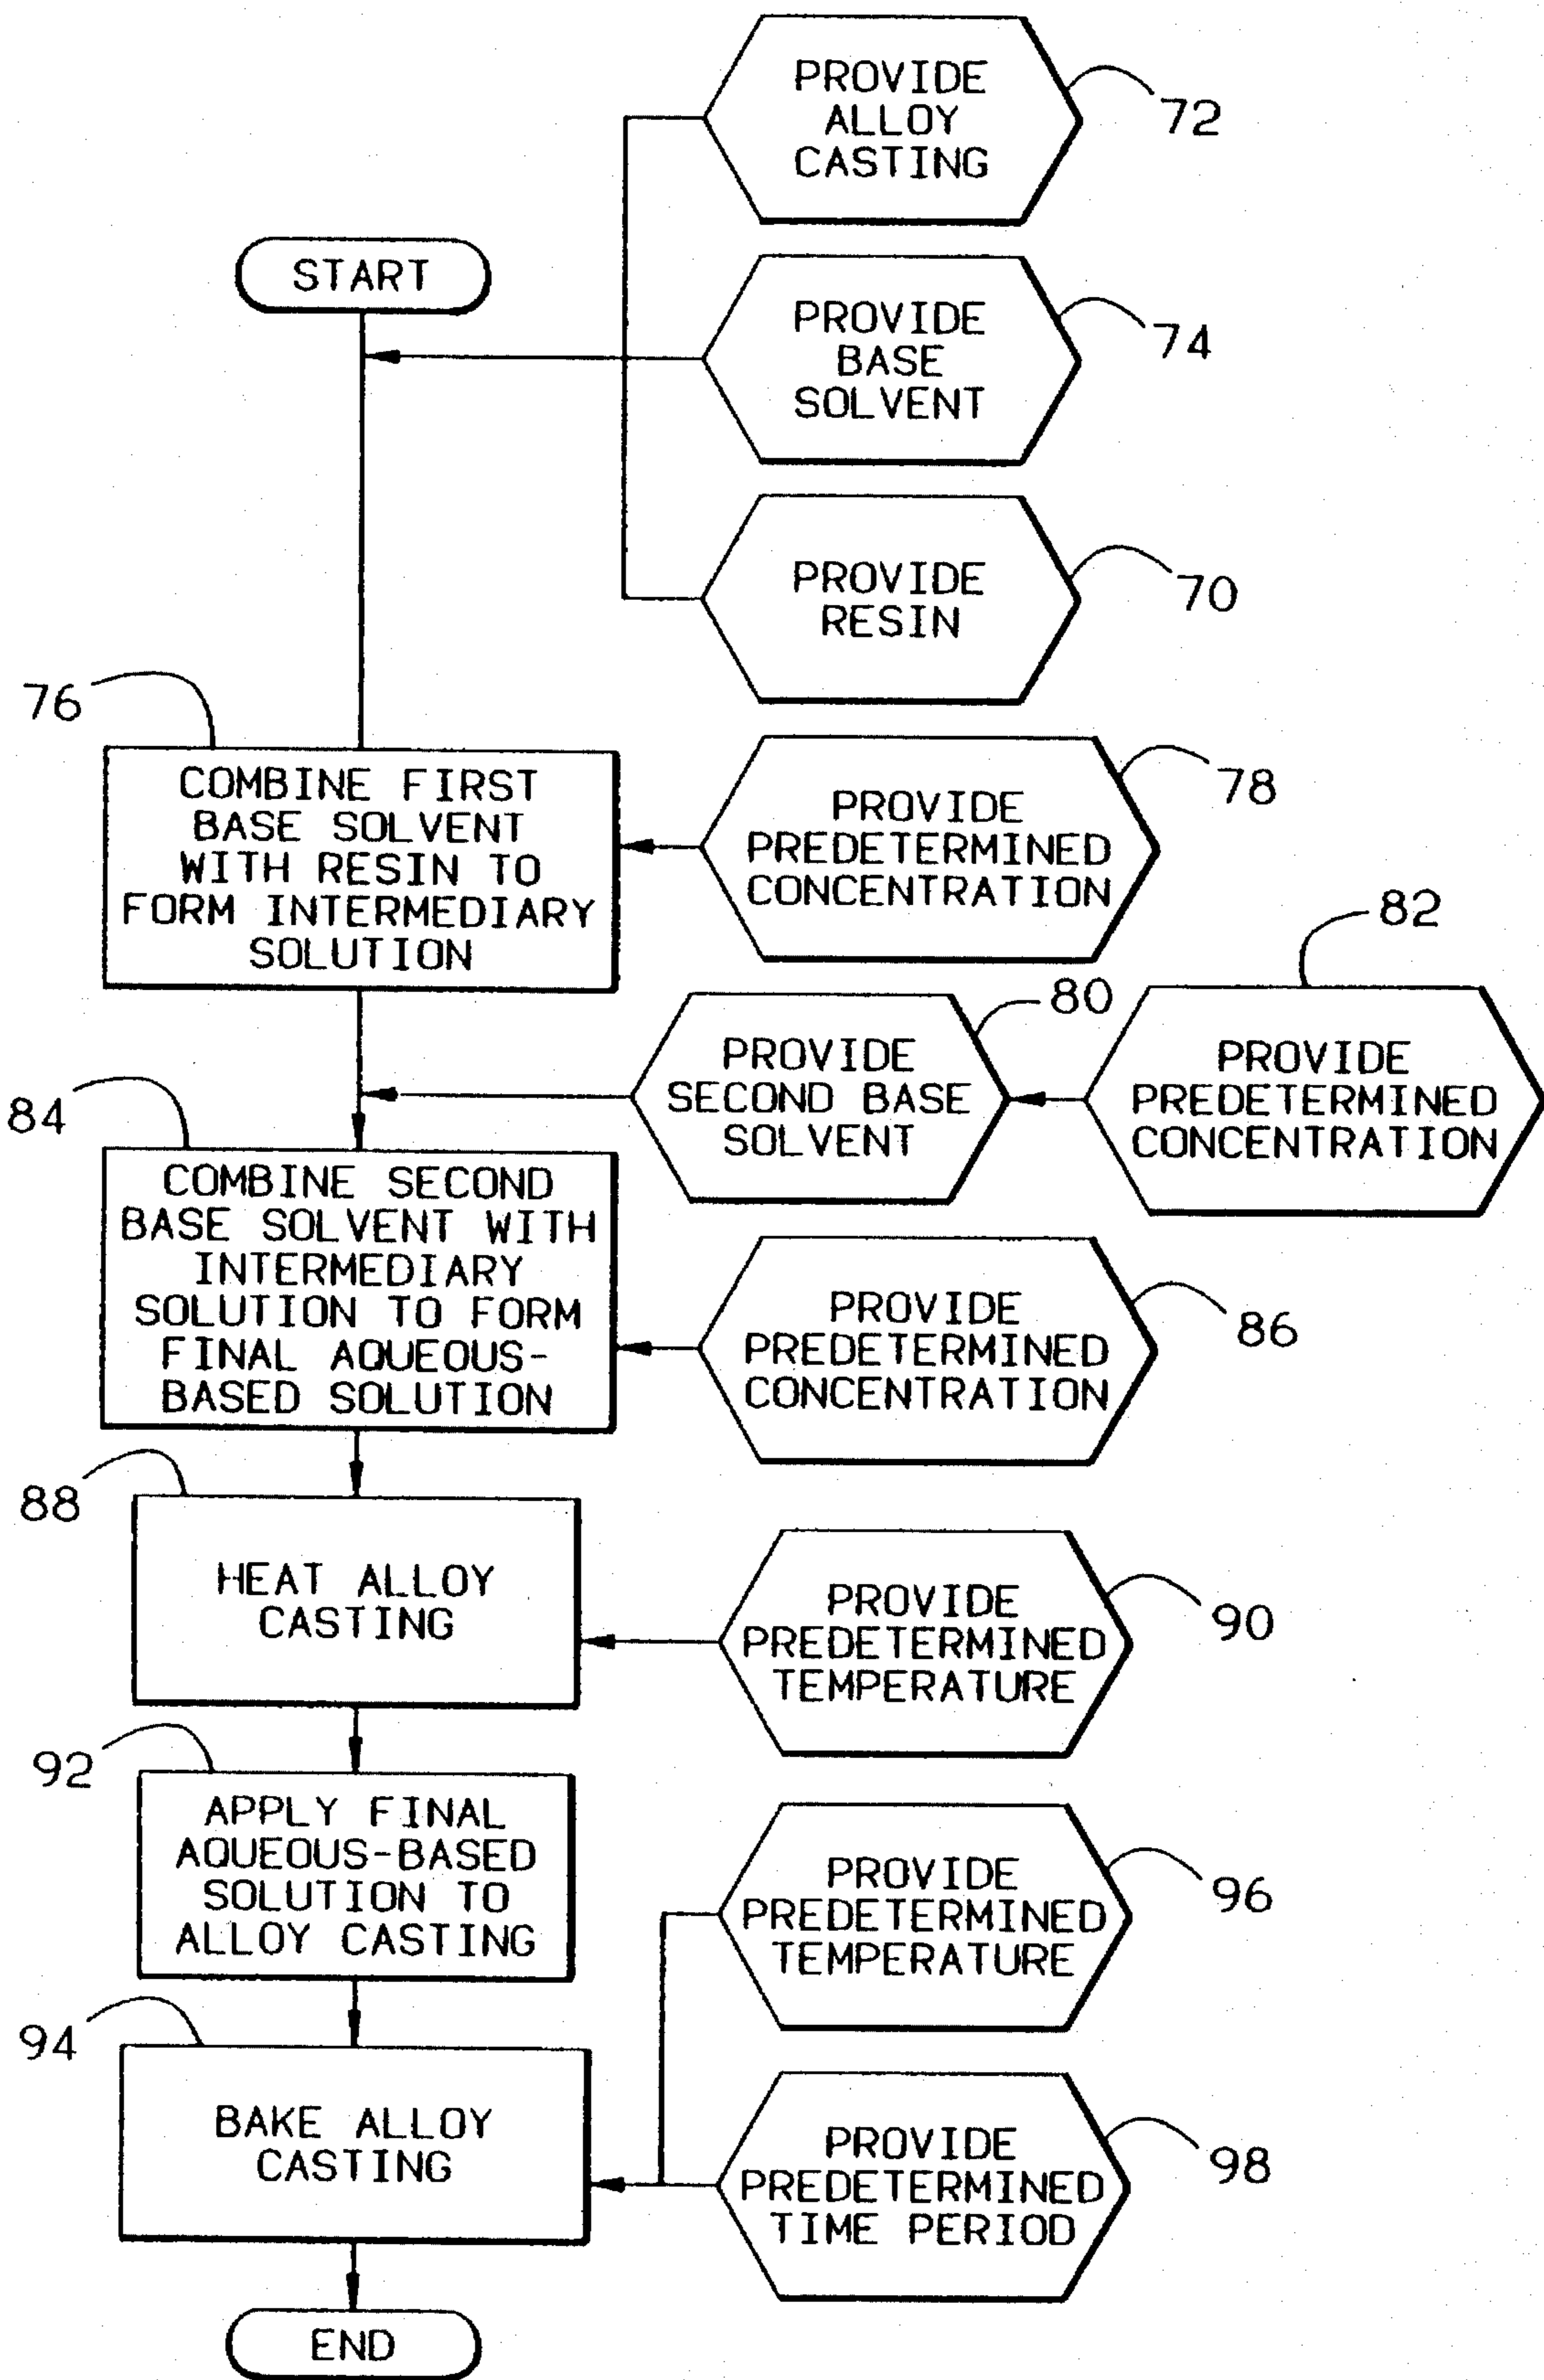 PROVIDE
ALLOY
CASTING
72
START
PROVIDE
BASE
SOLVENT
74
PROVIDE
RESIN
70
76
COMBINE FIRST
BASE SOLVENT
WITH RESIN TO
FORM INTERMEDIARY
SOLUTION
PROVIDE
PREDETERMINED
CONCENTRATION
78
80
PROVIDE
SECOND BASE
SOLVENT
82
PROVIDE
PREDETERMINED
CONCENTRATION
84
COMBINE SECOND
BASE SOLVENT WITH
INTERMEDIARY
SOLUTION TO FORM
FINAL AQUEOUS-
BASED SOLUTION
PROVIDE
PREDETERMINED
CONCENTRATION
86
88
HEAT ALLOY
CASTING
PROVIDE
PREDETERMINED
TEMPERATURE
90
92
APPLY FINAL
AQUEOUS-BASED
SOLUTION TO
ALLOY CASTING
PROVIDE
PREDETERMINED
TEMPERATURE
96
94
BAKE ALLOY
CASTING
PROVIDE
PREDETERMINED
TIME PERIOD
98
END